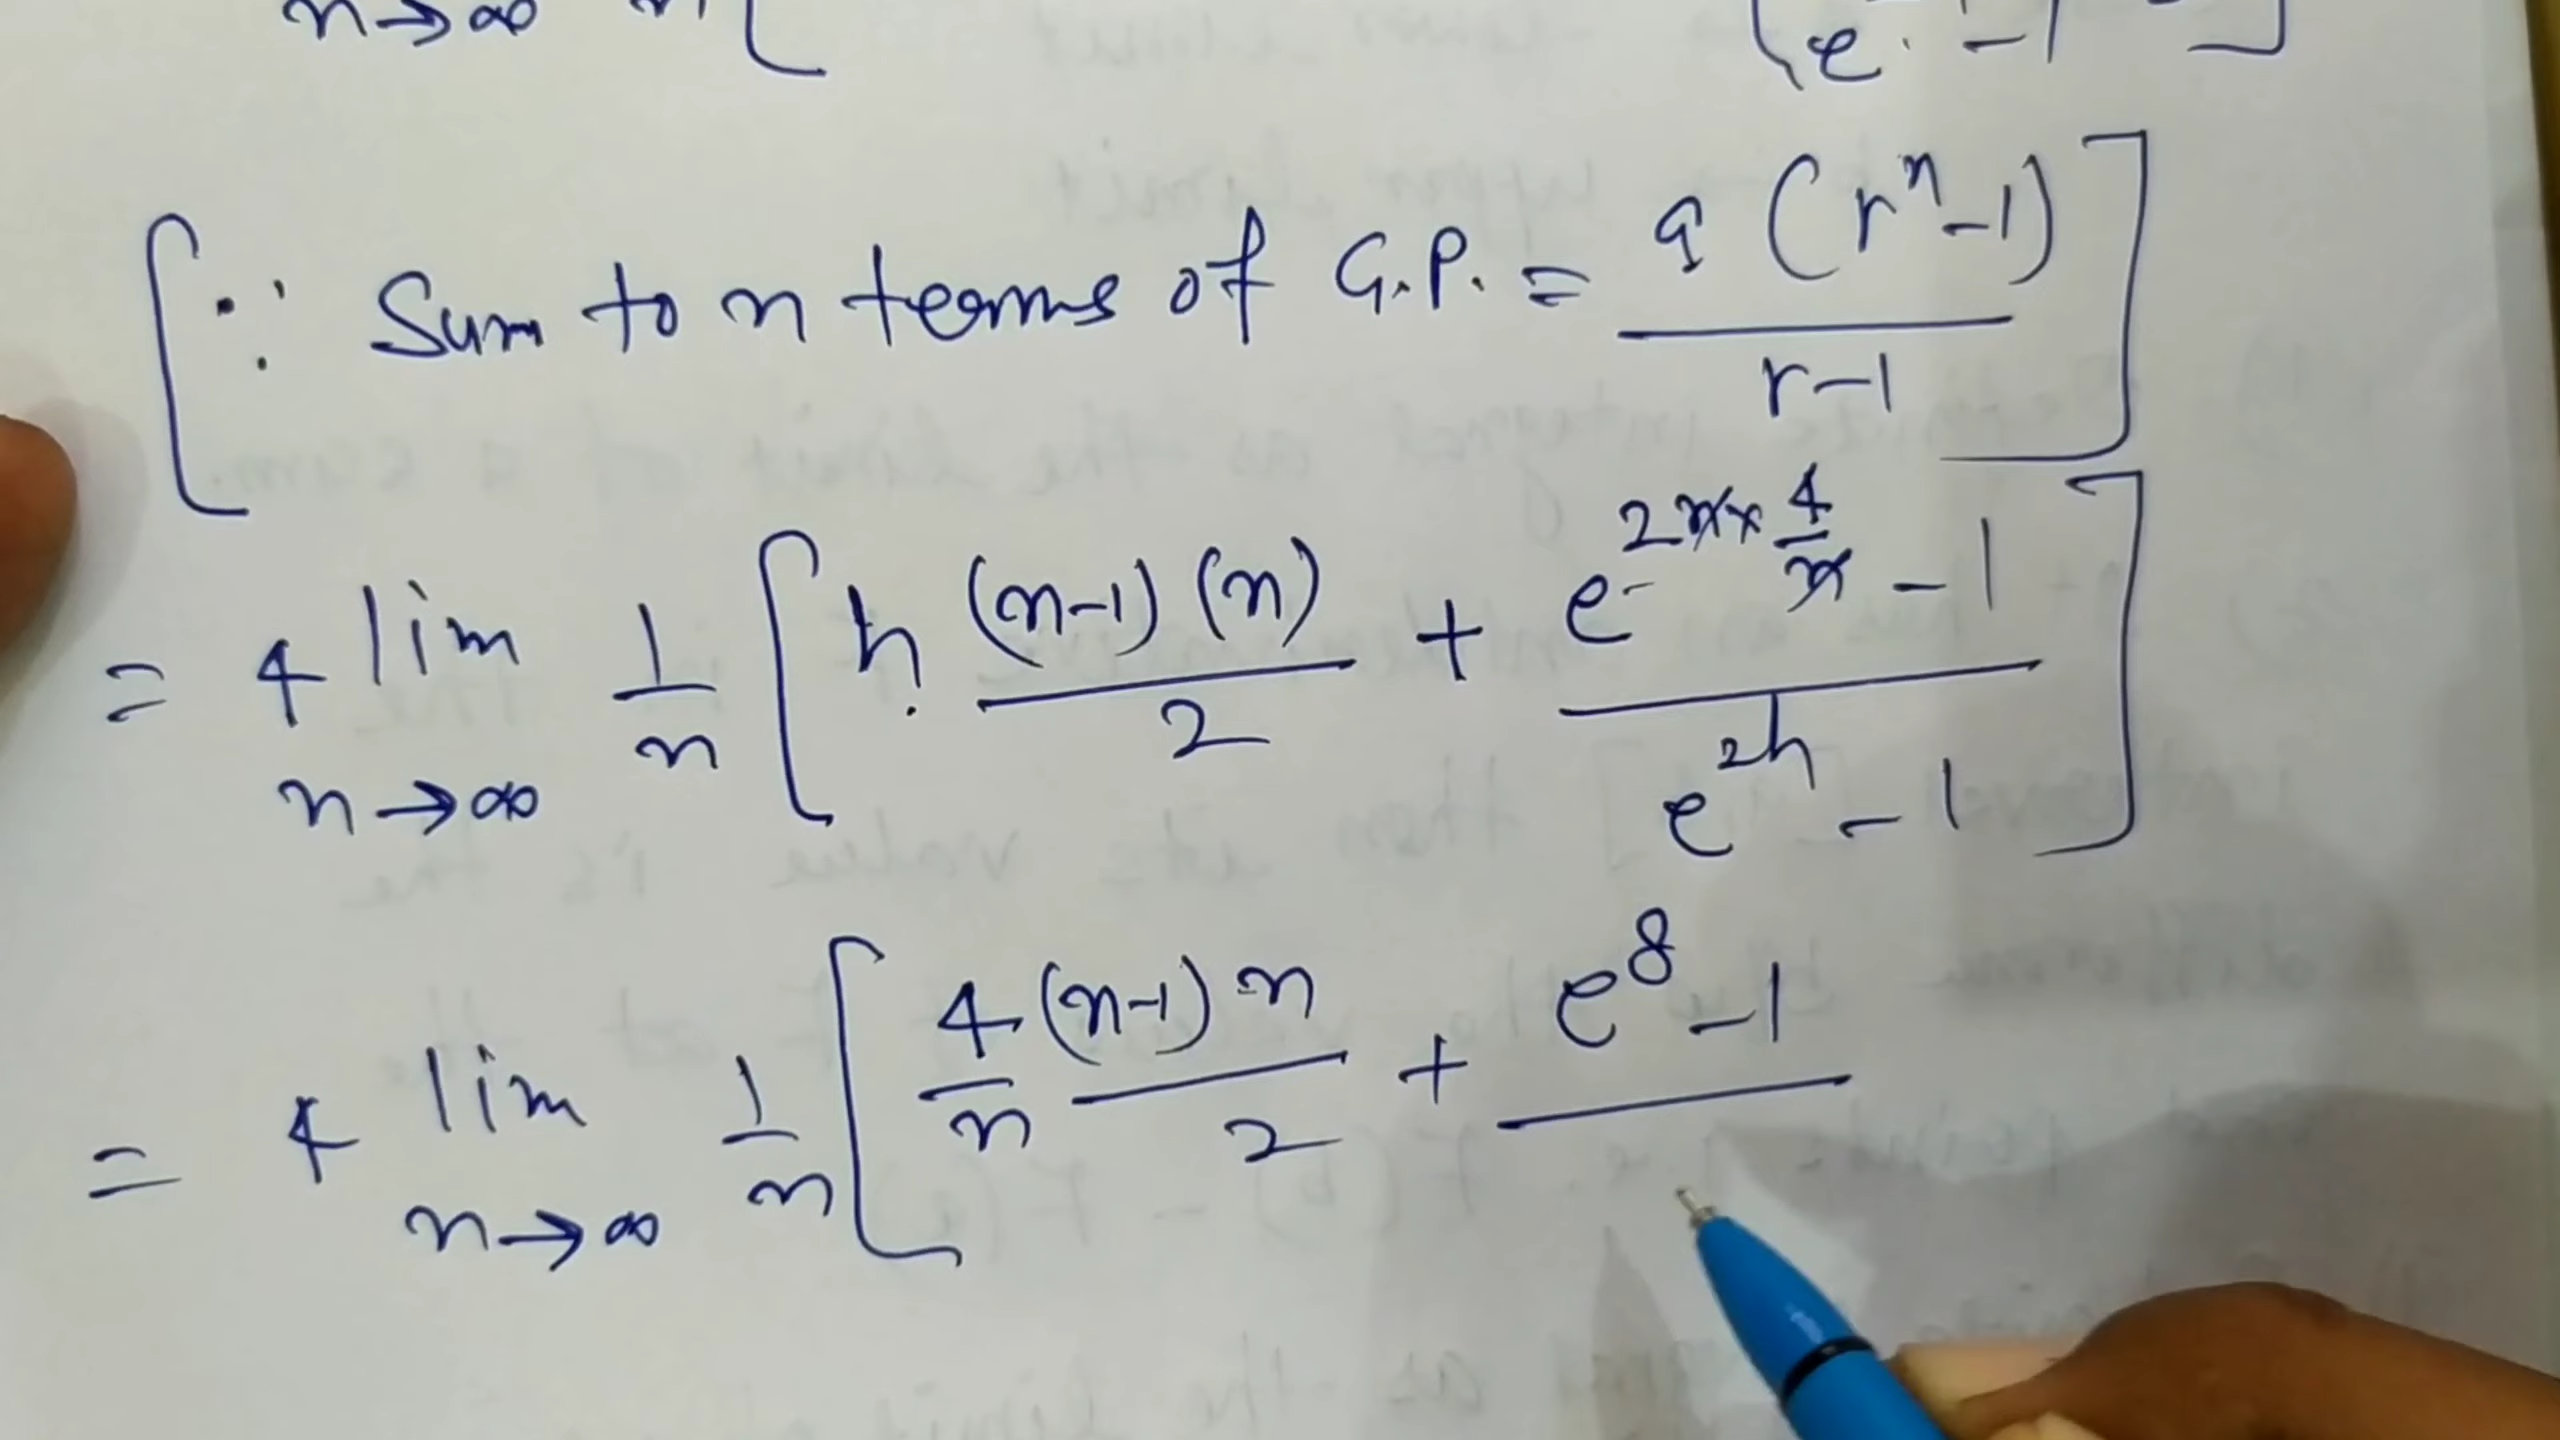 n→∞ n [ e - 1 ]
[∵ Sum to n terms of G.P. = a (rⁿ-1) / r-1 ]
= 4 lim n→∞ 1/n [ h. (n-1) (n) / 2 + e^(2n×4/n) - 1 / e^(2h) - 1 ]
= 4 lim n→∞ 1/n [ 4/n (n-1) n / 2 + e⁸-1 /